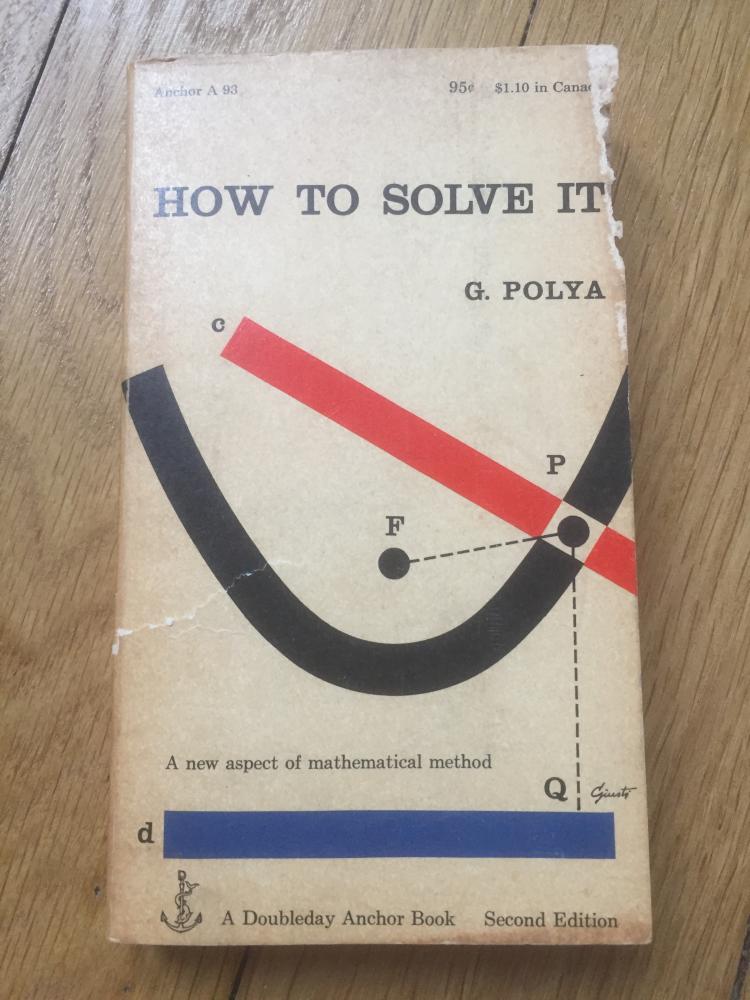 Anchor A 93 95¢ $1.10 in Canad
HOW TO SOLVE IT
G. POLYA
c
P
F
A new aspect of mathematical method
Q Giusti
d
A Doubleday Anchor Book Second Edition